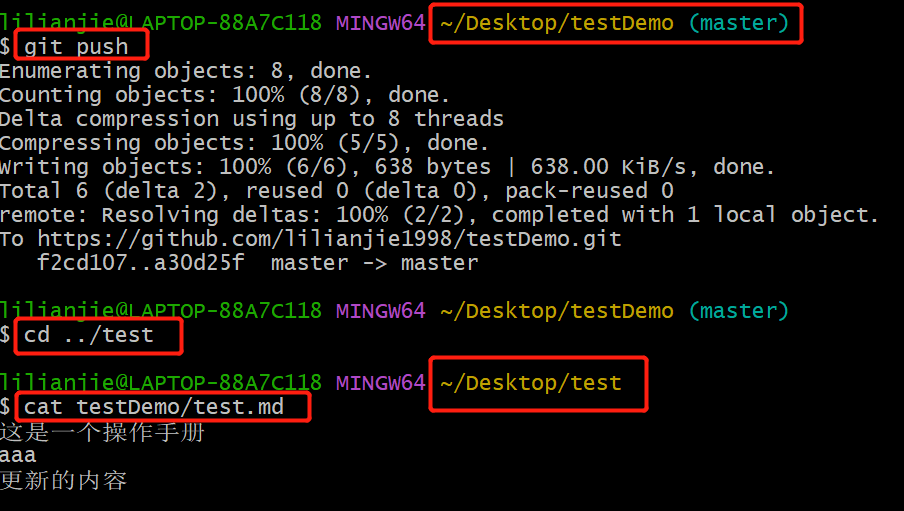 lilianjie@LAPTOP-88A7C118 MINGW64 ~/Desktop/testDemo (master)
$ git push
Enumerating objects: 8, done.
Counting objects: 100% (8/8), done.
Delta compression using up to 8 threads
Compressing objects: 100% (5/5), done.
Writing objects: 100% (6/6), 638 bytes | 638.00 KiB/s, done.
Total 6 (delta 2), reused 0 (delta 0), pack-reused 0
remote: Resolving deltas: 100% (2/2), completed with 1 local object.
To https://github.com/lilianjie1998/testDemo.git
f2cd107..a30d25f  master -> master
lilianjie@LAPTOP-88A7C118 MINGW64 ~/Desktop/testDemo (master)
$ cd ../test
lilianjie@LAPTOP-88A7C118 MINGW64 ~/Desktop/test
$ cat testDemo/test.md
这是一个操作手册
aaa
更新的内容